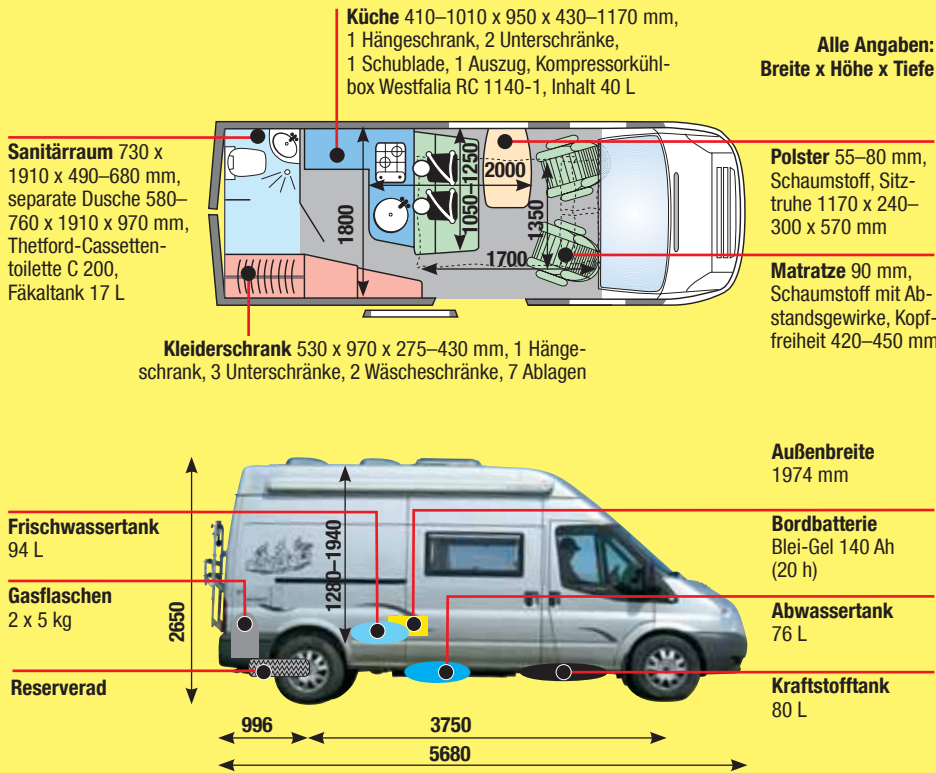 Küche 410–1010 x 950 x 430–1170 mm,
1 Hängeschrank, 2 Unterschränke,
1 Schublade, 1 Auszug, Kompressorkühl-
box Westfalia RC 1140-1, Inhalt 40 L
Alle Angaben:
Breite x Höhe x Tiefe
Sanitärraum 730 x
1910 x 490–680 mm,
separate Dusche 580–
760 x 1910 x 970 mm,
Thetford-Cassetten-
toilette C 200,
Fäkaltank 17 L
1800
1050–1250
2000
1350
1700
Polster 55–80 mm,
Schaumstoff, Sitz-
truhe 1170 x 240–
300 x 570 mm
Matratze 90 mm,
Schaumstoff mit Ab-
standsgewirke, Kopf-
freiheit 420–450 mm
Kleiderschrank 530 x 970 x 275–430 mm, 1 Hänge-
schrank, 3 Unterschränke, 2 Wäscheschränke, 7 Ablagen
Außenbreite
1974 mm
Frischwassertank
94 L
Gasflaschen
2 x 5 kg
Reserverad
2650
1280–1940
Bordbatterie
Blei-Gel 140 Ah
(20 h)
Abwassertank
76 L
Kraftstofftank
80 L
996
3750
5680